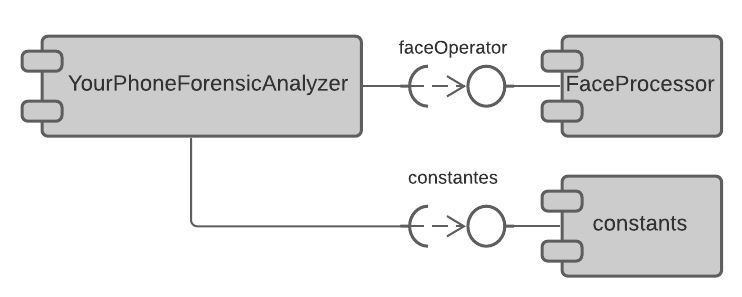 faceOperator
YourPhoneForensicAnalyzer
FaceProcessor
constantes
constants